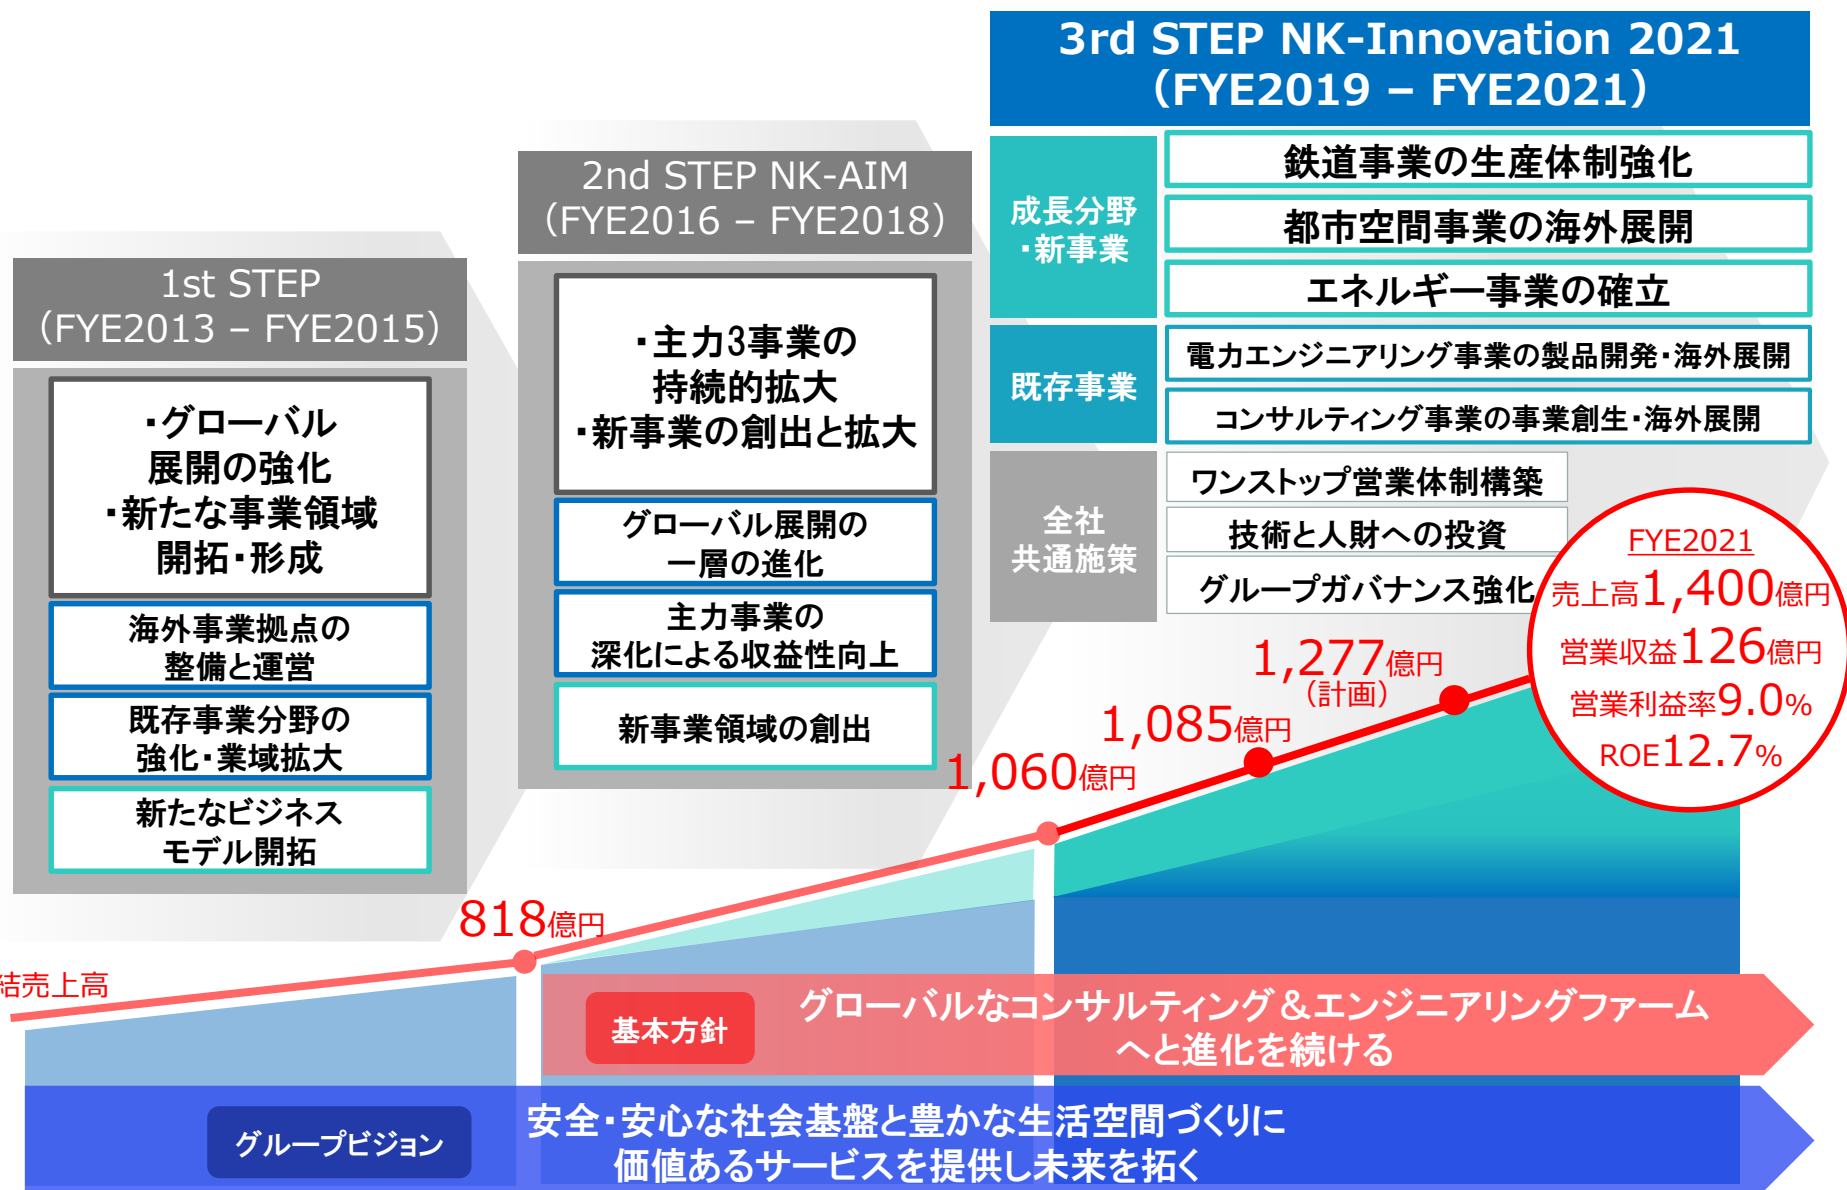 1st STEP
（FYE2013 – FYE2015）
・グローバル
展開の強化
・新たな事業領域
開拓・形成
海外事業拠点の
整備と運営
既存事業分野の
強化・業域拡大
新たなビジネス
モデル開拓
2nd STEP NK-AIM
（FYE2016 – FYE2018）
・主力3事業の
持続的拡大
・新事業の創出と拡大
グローバル展開の
一層の進化
主力事業の
深化による収益性向上
新事業領域の創出
3rd STEP NK-Innovation 2021
（FYE2019 – FYE2021）
成長分野
・新事業
鉄道事業の生産体制強化
都市空間事業の海外展開
エネルギー事業の確立
既存事業
電力エンジニアリング事業の製品開発・海外展開
コンサルティング事業の事業創生・海外展開
全社
共通施策
ワンストップ営業体制構築
技術と人財への投資
グループガバナンス強化
FYE2021
売上高1,400億円
営業収益126億円
営業利益率9.0%
ROE12.7%
1,277億円
（計画）
1,085億円
1,060億円
818億円
結売上高
基本方針
グローバルなコンサルティング＆エンジニアリングファーム
へと進化を続ける
グループビジョン
安全・安心な社会基盤と豊かな生活空間づくりに
価値あるサービスを提供し未来を拓く